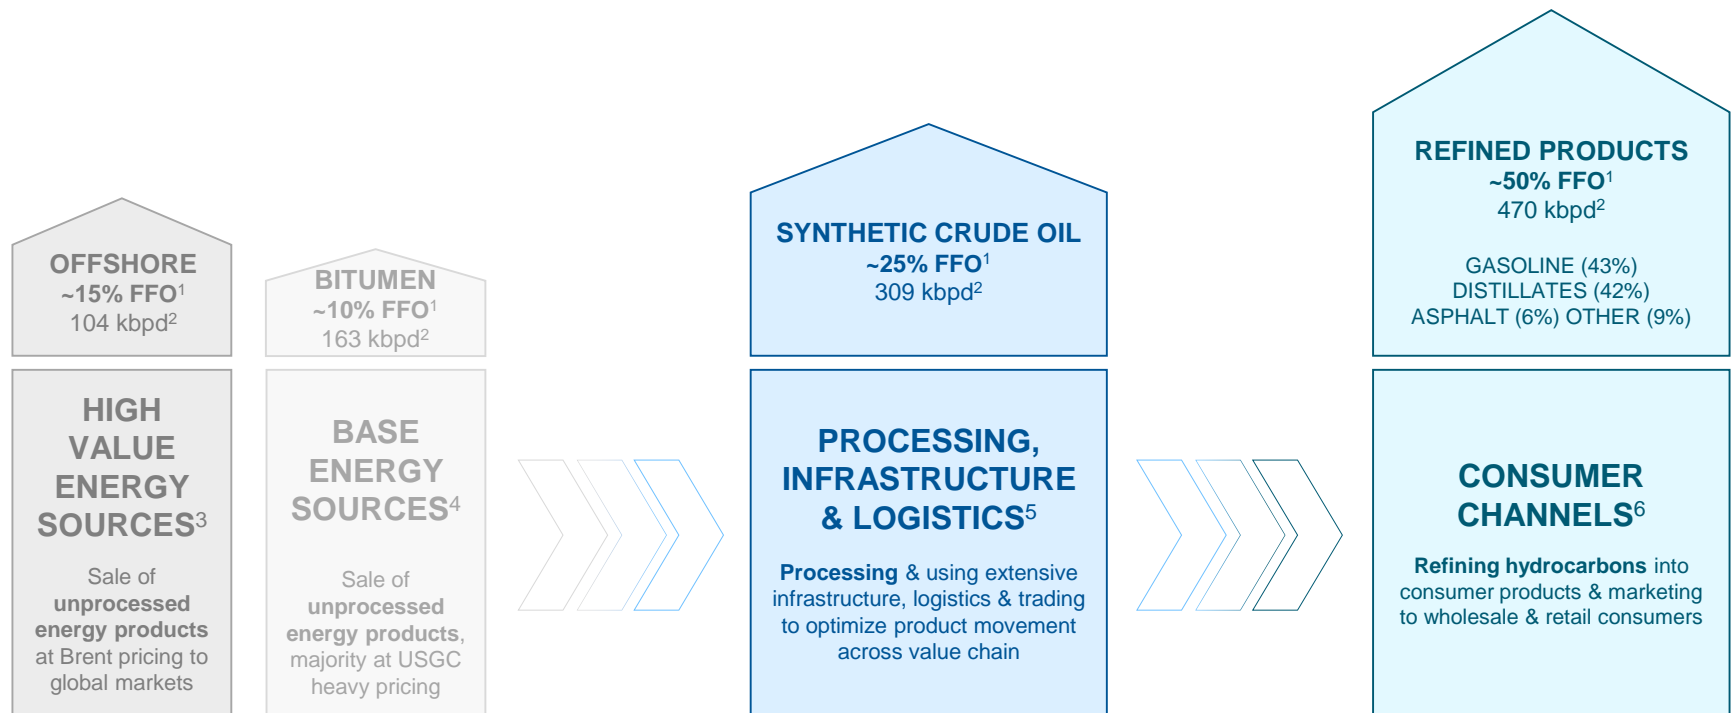 OFFSHORE
~15% FFO¹
104 kbpd²
HIGH
VALUE
ENERGY
SOURCES³
Sale of
unprocessed
energy products
at Brent pricing to
global markets
BITUMEN
~10% FFO¹
163 kbpd²
BASE
ENERGY
SOURCES⁴
Sale of
unprocessed
energy products,
majority at USGC
heavy pricing
SYNTHETIC CRUDE OIL
~25% FFO¹
309 kbpd²
PROCESSING,
INFRASTRUCTURE
& LOGISTICS⁵
Processing & using extensive
infrastructure, logistics & trading
to optimize product movement
across value chain
REFINED PRODUCTS
~50% FFO¹
470 kbpd²
GASOLINE (43%)
DISTILLATES (42%)
ASPHALT (6%) OTHER (9%)
CONSUMER
CHANNELS⁶
Refining hydrocarbons into
consumer products & marketing
to wholesale & retail consumers